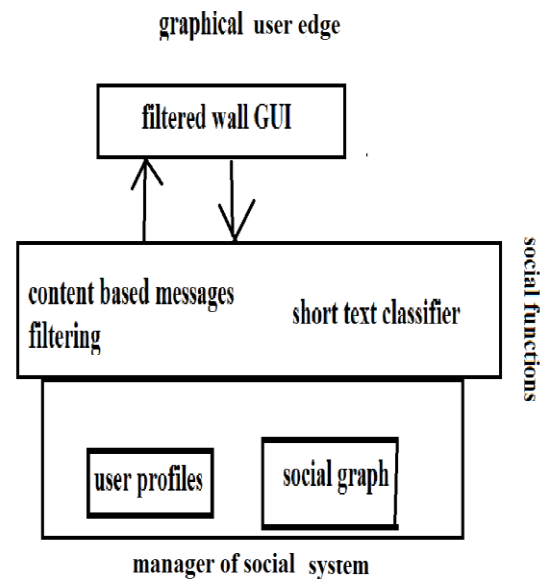 graphical user edge
filtered wall GUI
content based messages
filtering
short text classifier
social functions
user profiles
social graph
manager of social system